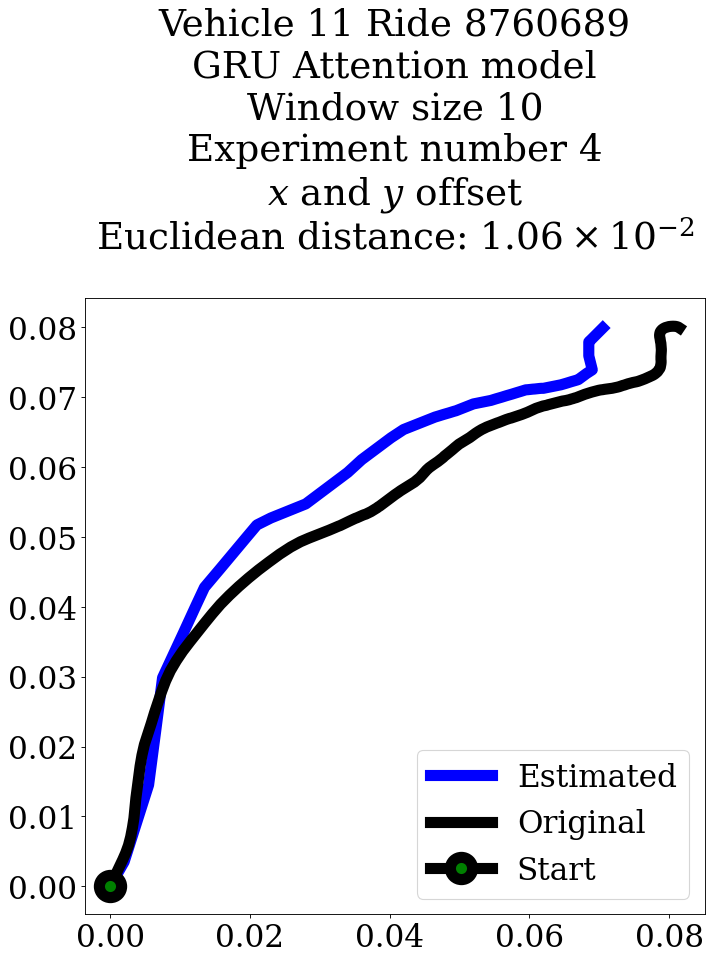 Vehicle 11 Ride 8760689
GRU Attention model
Window size 10
Experiment number 4
x and y offset
Euclidean distance: 1.06 × 10⁻²
0.08
0.07
0.06
0.05
0.04
0.03
0.02
0.01
0.00
Estimated
Original
Start
0.00 0.02 0.04 0.06 0.08